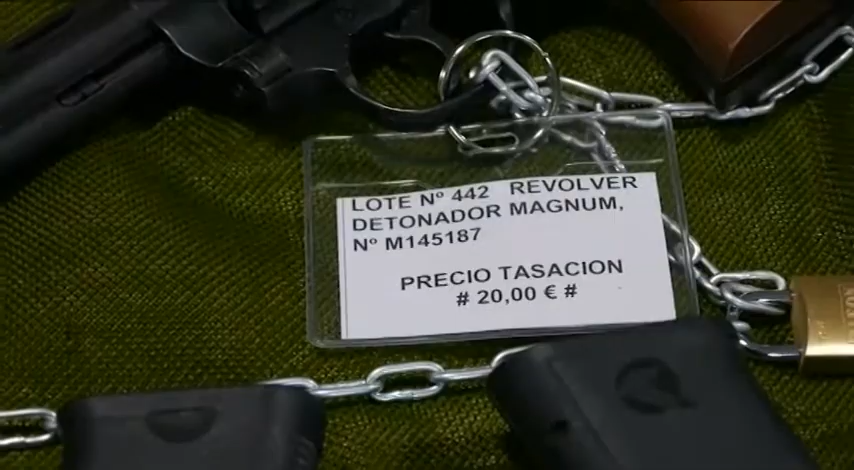 LOTE Nº 442 REVOLVER
DETONADOR MAGNUM,
Nº M145187
PRECIO TASACION
# 20,00 € #